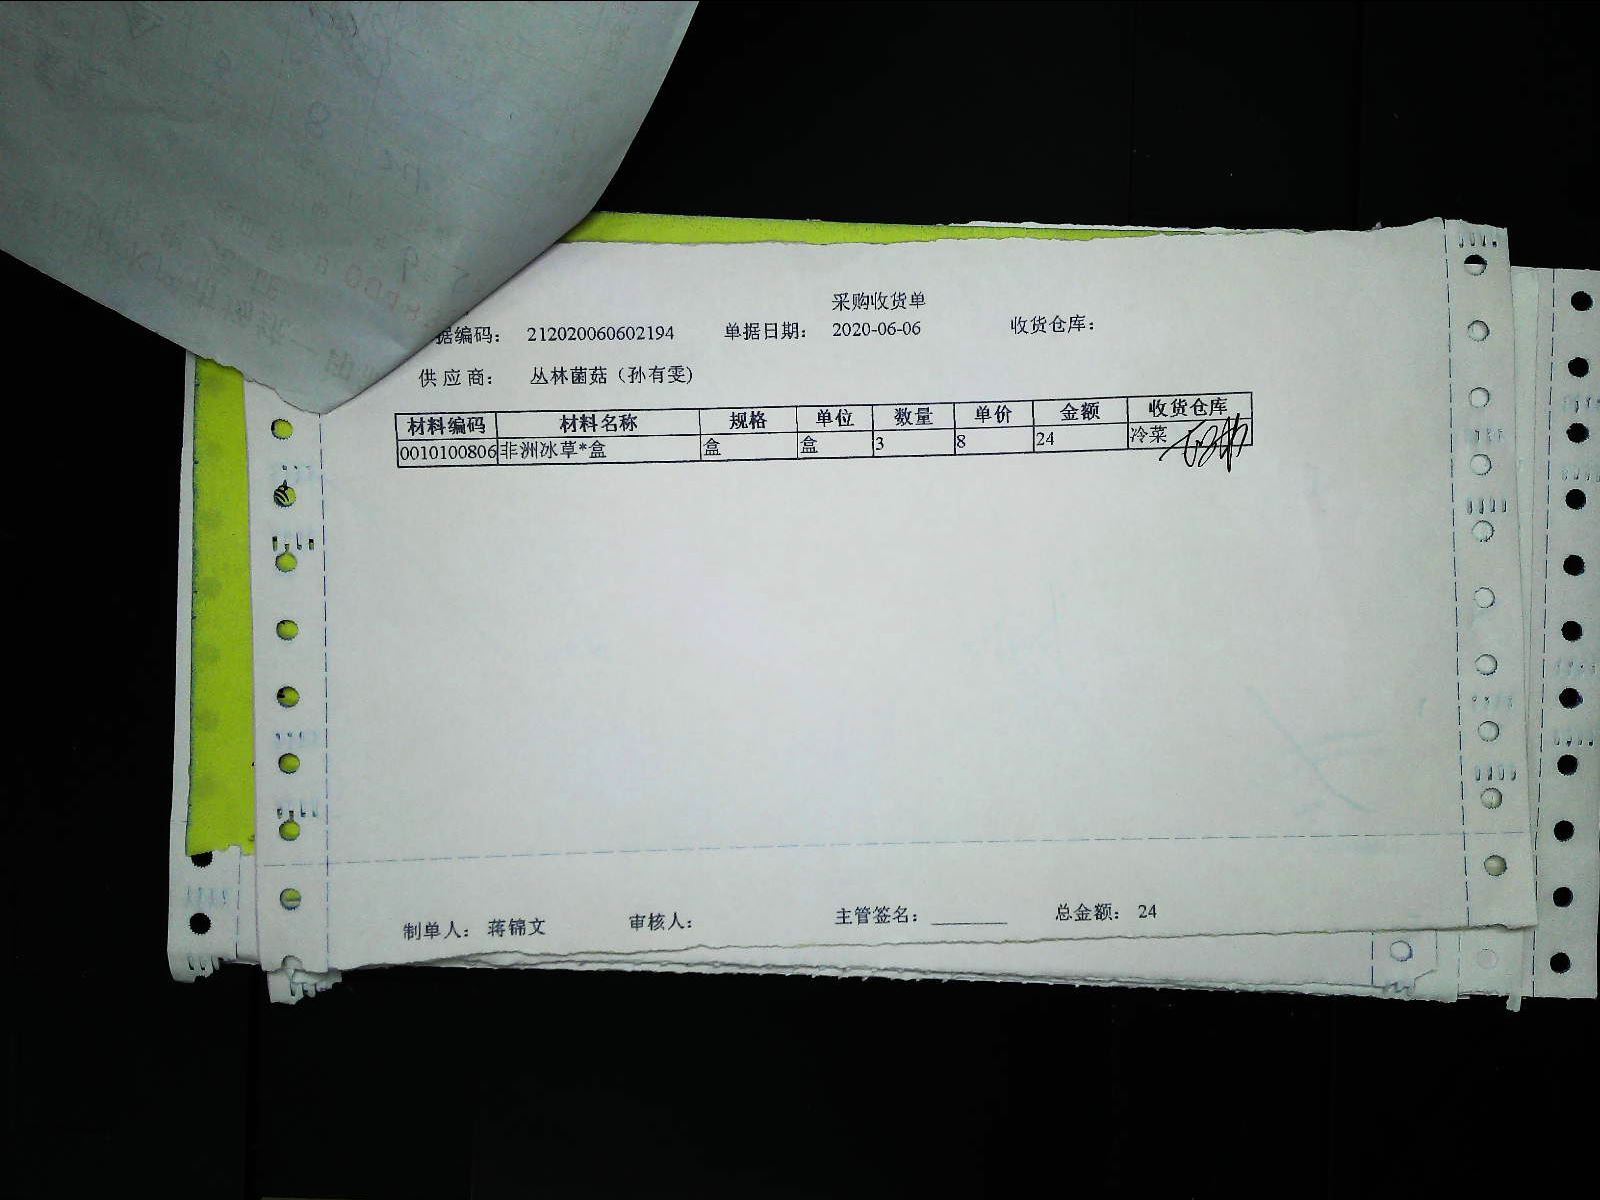 采购收货单
据编码: 212020060602194 单据日期: 2020-06-06 收货仓库:
供 应 商: 丛林菌菇（孙有雯)
材料编码 材料名称 规格 单位 数量 单价 金额 收货仓库
0010100806 非洲冰草*盒 盒 盒 3 8 24 冷菜
制单人: 蒋锦文 审核人: 主管签名: ________ 总金额: 24